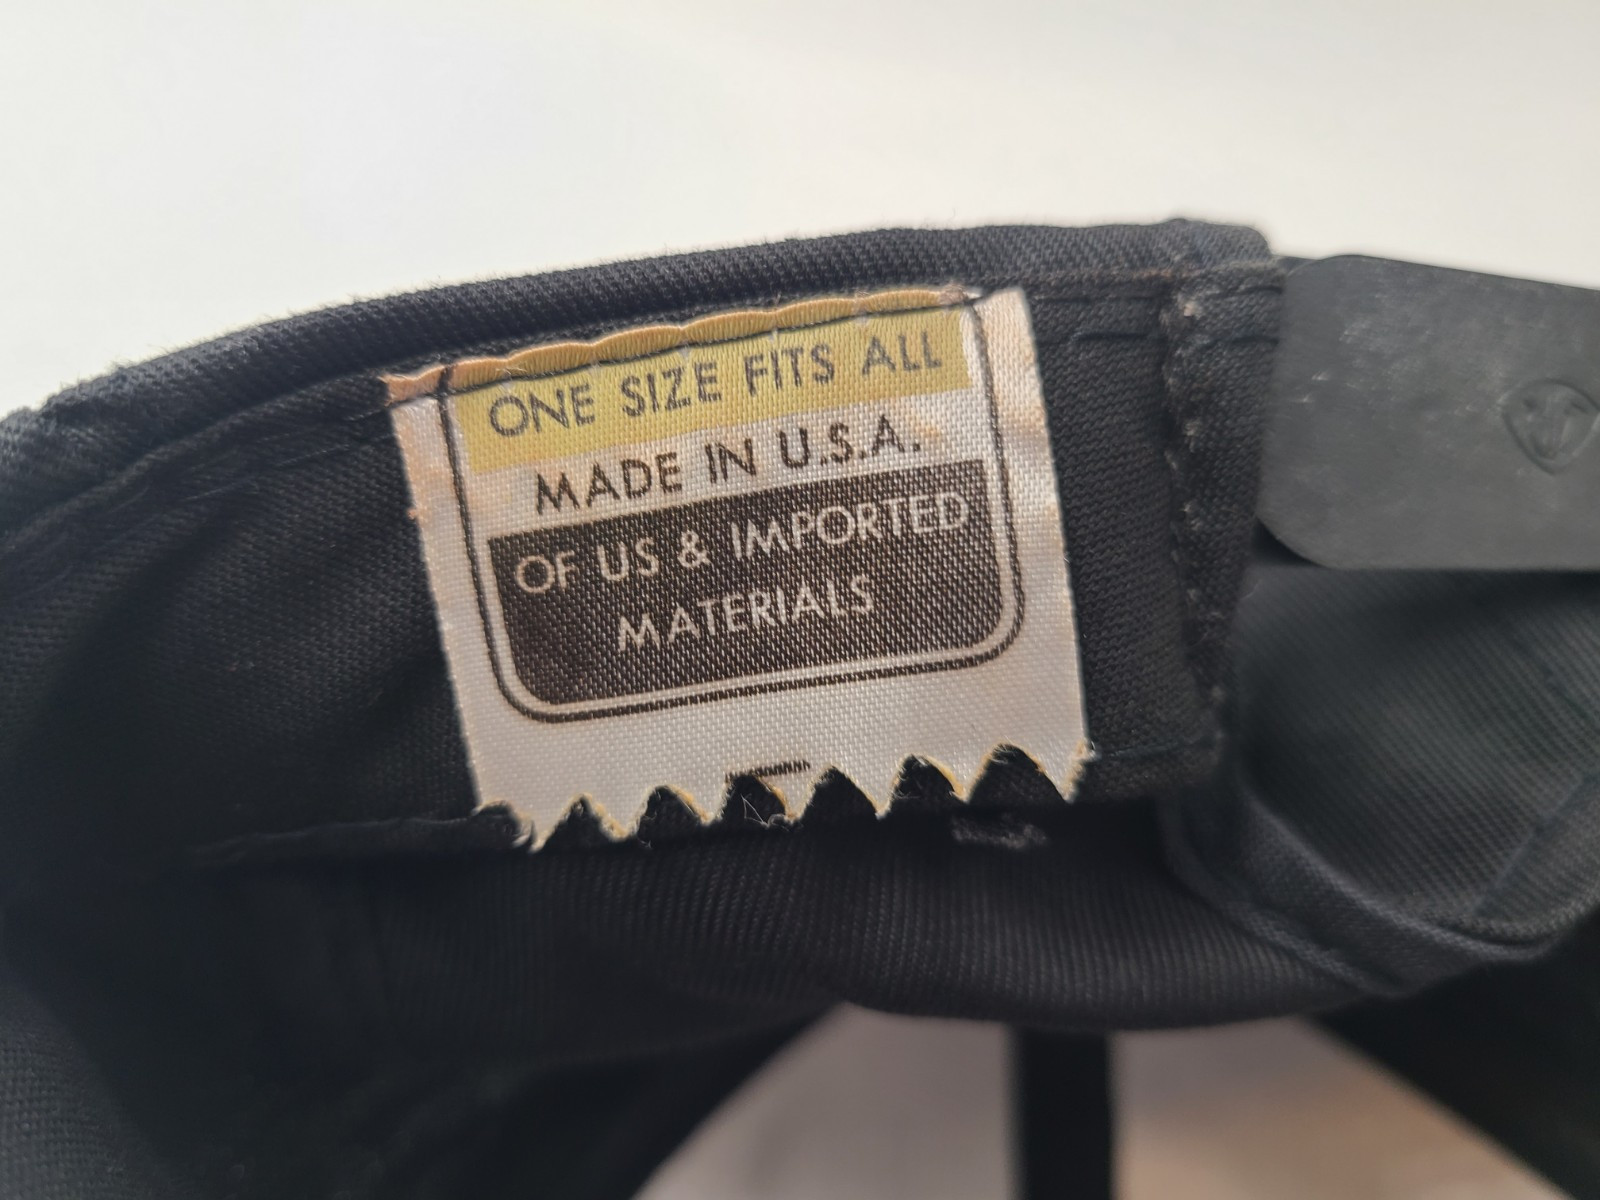 ONE SIZE FITS ALL
MADE IN U.S.A.
OF US & IMPORTED
MATERIALS